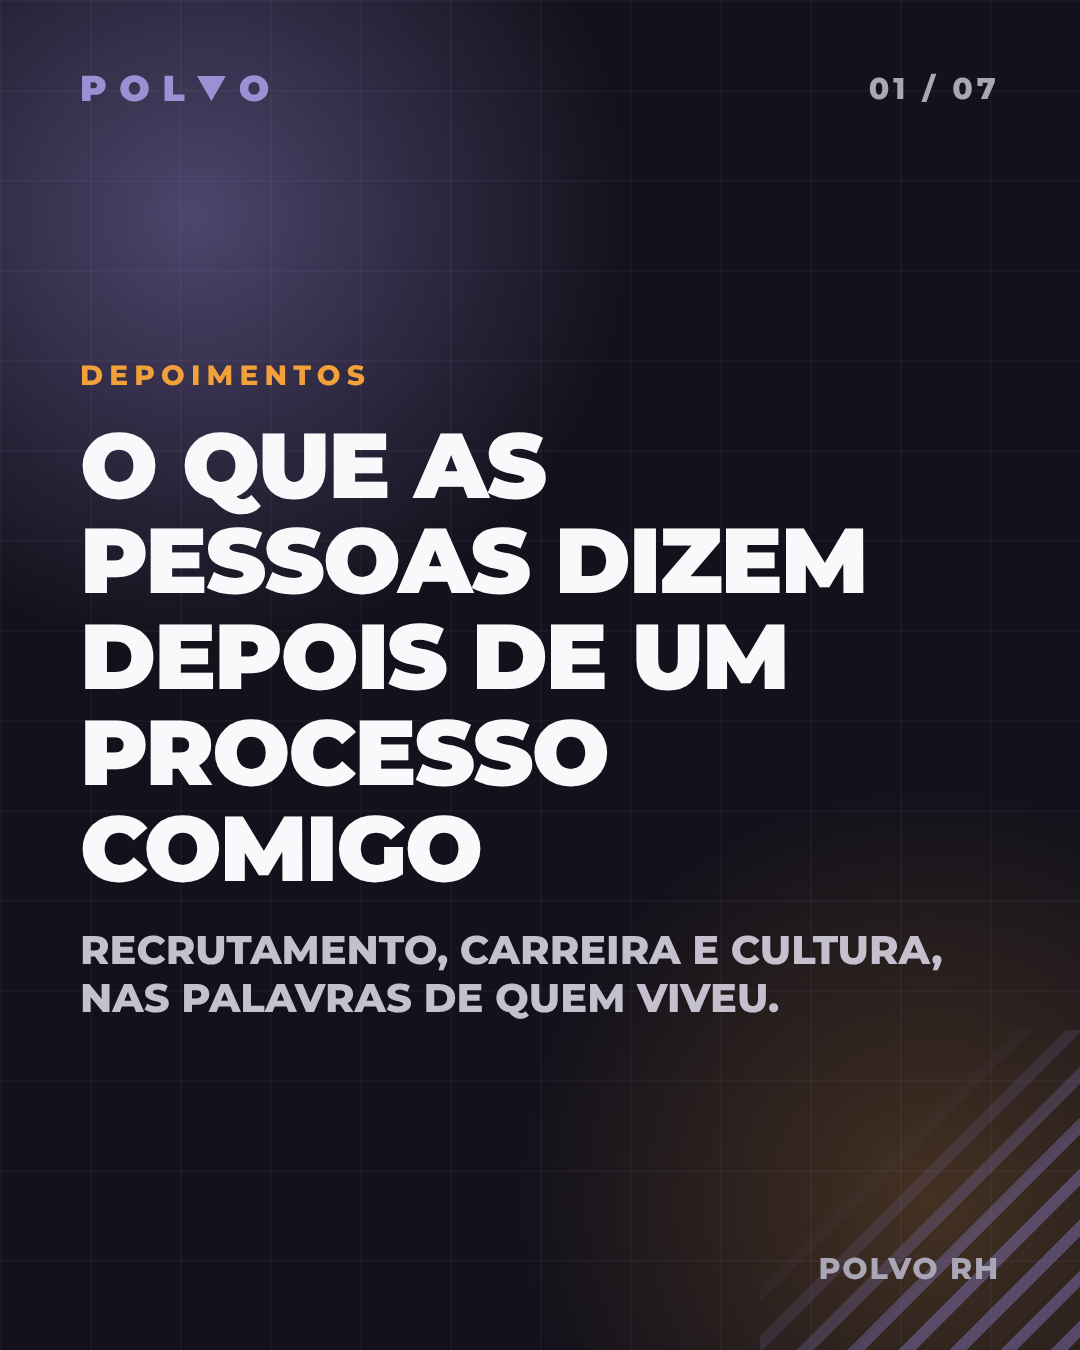 POLVO
01 / 07
DEPOIMENTOS
O QUE AS
PESSOAS DIZEM
DEPOIS DE UM
PROCESSO
COMIGO
RECRUTAMENTO, CARREIRA E CULTURA,
NAS PALAVRAS DE QUEM VIVEU.
POLVO RH